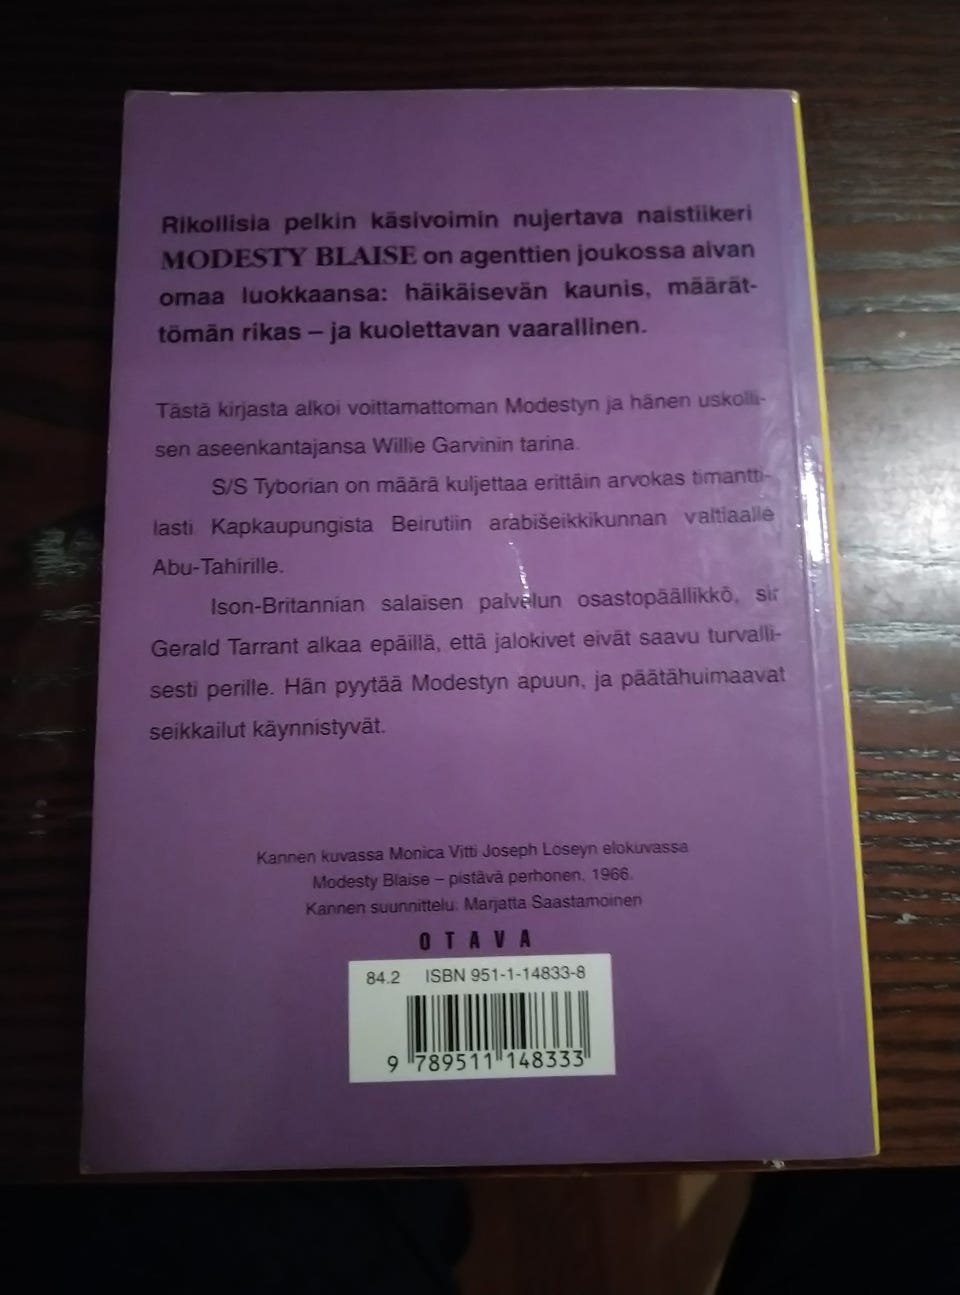 Rikollisia pelkin käsivoimin nujertava naistiikeri
MODESTY BLAISE on agenttien joukossa aivan
omaa luokkaansa: häikäisevän kaunis, määrät-
tömän rikas – ja kuolettavan vaarallinen.
Tästä kirjasta alkoi voittamattoman Modestyn ja hänen uskolli-
sen aseenkantajansa Willie Garvinin tarina.
S/S Tyborian on määrä kuljettaa erittäin arvokas timantti-
lasti Kapkaupungista Beirutiin arabišeikkikunnan valtiaalle
Abu-Tahirille.
Ison-Britannian salaisen palvelun osastopäällikkö, sir
Gerald Tarrant alkaa epäillä, että jalokivet eivät saavu turvalli-
sesti perille. Hän pyytää Modestyn apuun, ja päätähuimaavat
seikkailut käynnistyvät.
Kannen kuvassa Monica Vitti Joseph Loseyn elokuvassa
Modesty Blaise – pistävä perhonen, 1966.
Kannen suunnittelu: Marjatta Saastamoinen
OTAVA
84.2 ISBN 951-1-14833-8
9 789511 148333